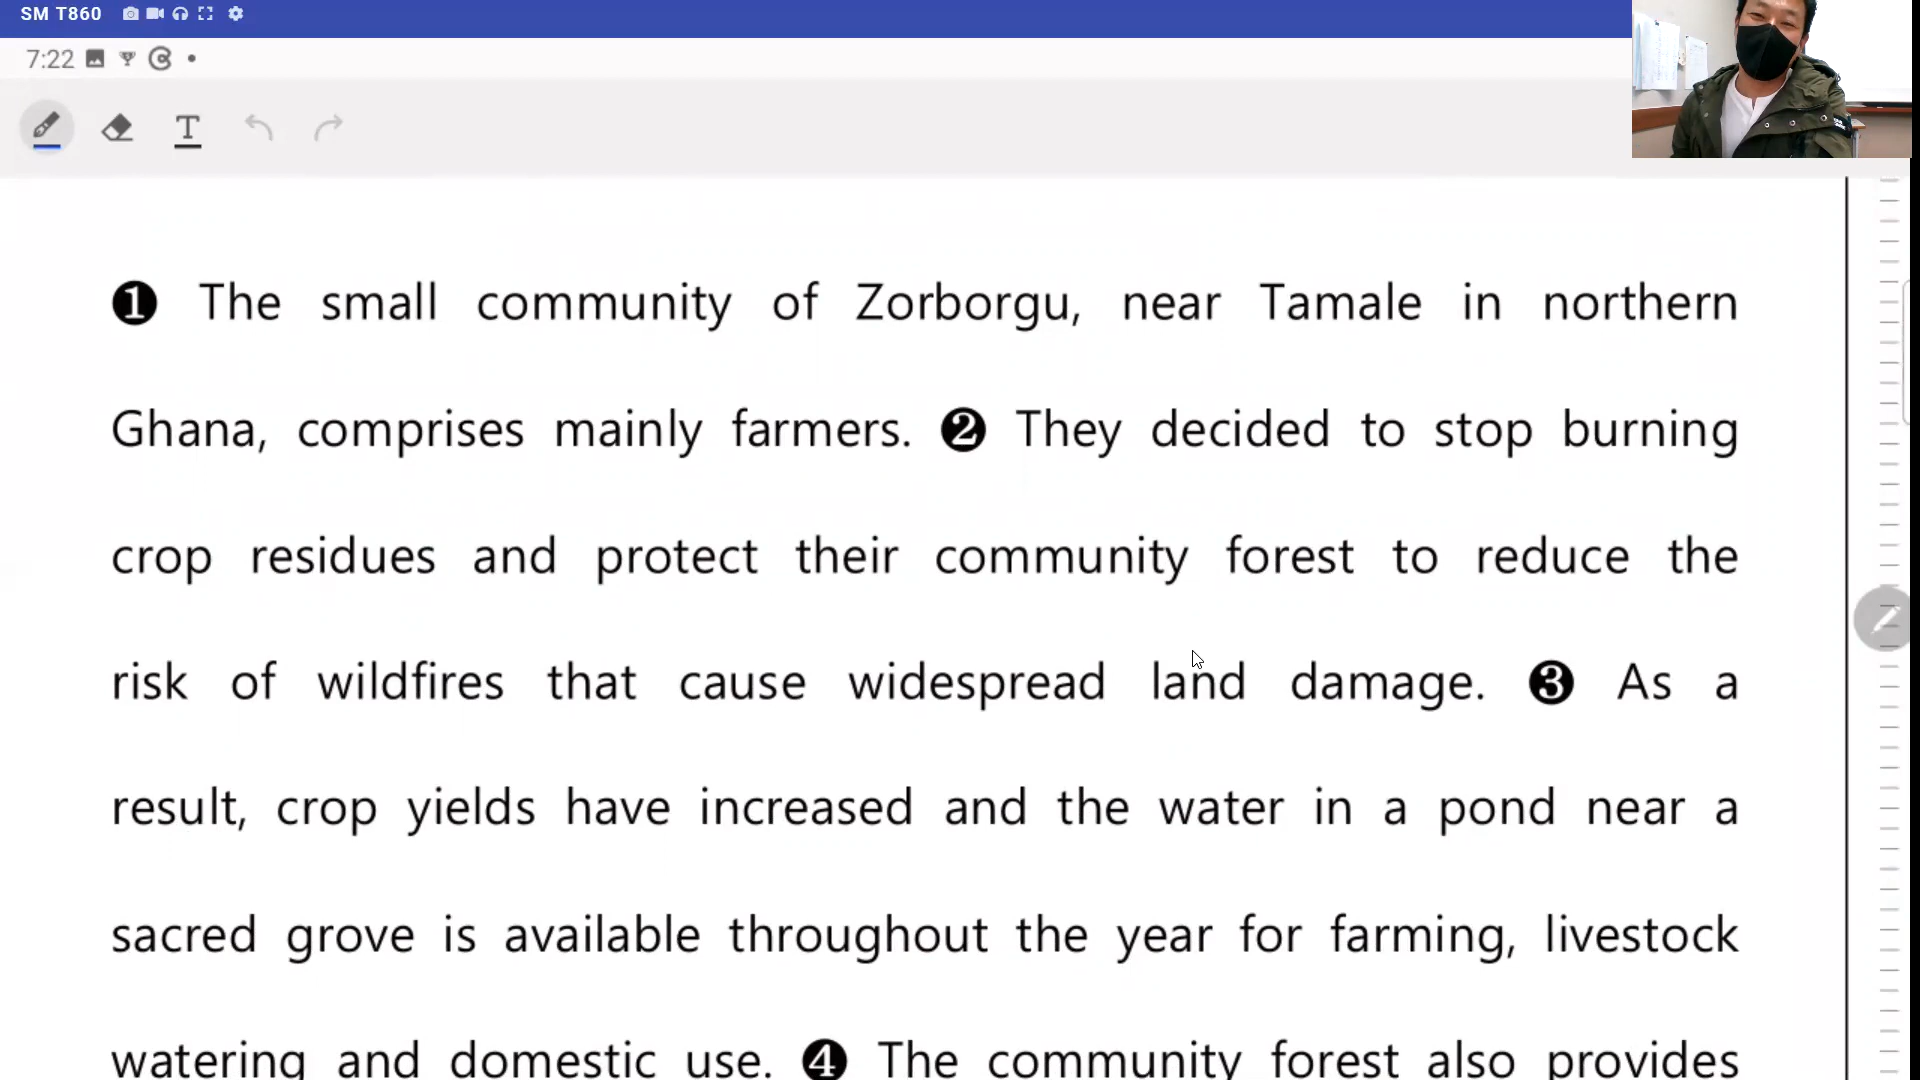 SM T860
7:22
❶ The small community of Zorborgu, near Tamale in northern
Ghana, comprises mainly farmers. ❷ They decided to stop burning
crop residues and protect their community forest to reduce the
risk of wildfires that cause widespread land damage. ❸ As a
result, crop yields have increased and the water in a pond near a
sacred grove is available throughout the year for farming, livestock
watering and domestic use. ❹ The community forest also provides